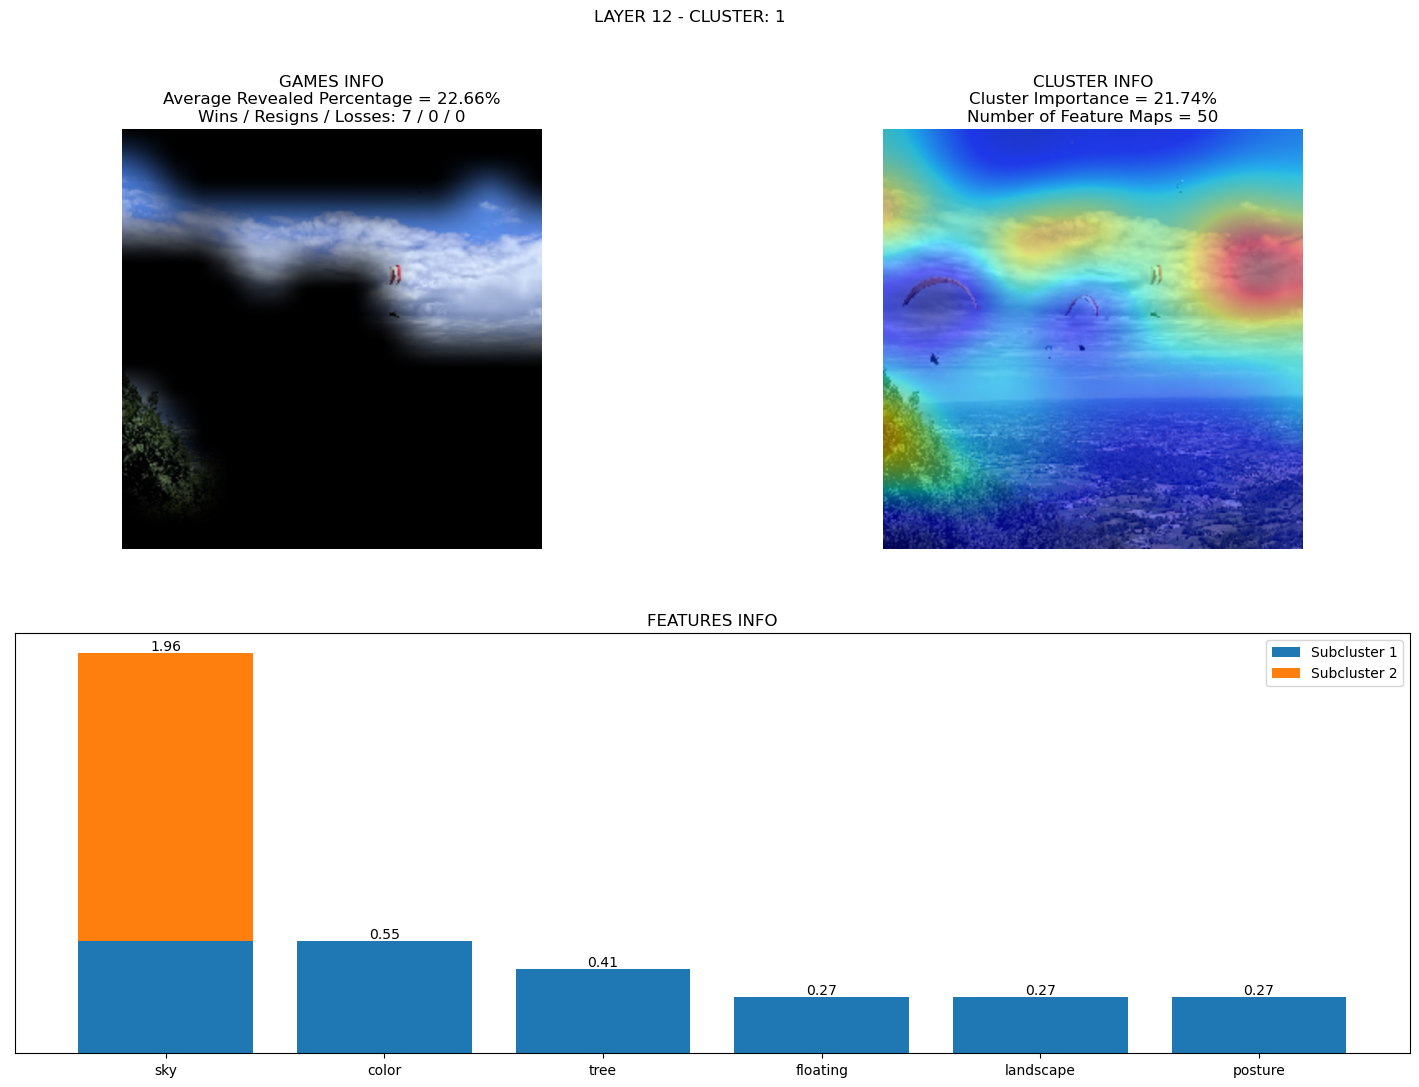 LAYER 12 - CLUSTER: 1
GAMES INFO
Average Revealed Percentage = 22.66%
Wins / Resigns / Losses: 7 / 0 / 0
CLUSTER INFO
Cluster Importance = 21.74%
Number of Feature Maps = 50
FEATURES INFO
Subcluster 1
Subcluster 2
1.96
0.55
0.41
0.27
0.27
0.27
sky
color
tree
floating
landscape
posture